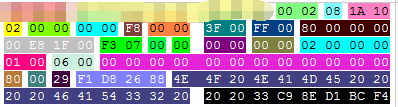 00 02 08 1A 10
02 00 00 00 00 F8 00 00 3F 00 FF 00 80 00 00 00
00 E8 1F 00 F3 07 00 00 00 00 00 00 02 00 00 00
01 00 06 00 00 00 00 00 00 00 00 00 00 00 00 00
80 00 29 F1 D8 26 88 4E 4F 20 4E 41 4D 45 20 20
20 20 46 41 54 33 32 20 20 20 33 C9 8E D1 BC F4